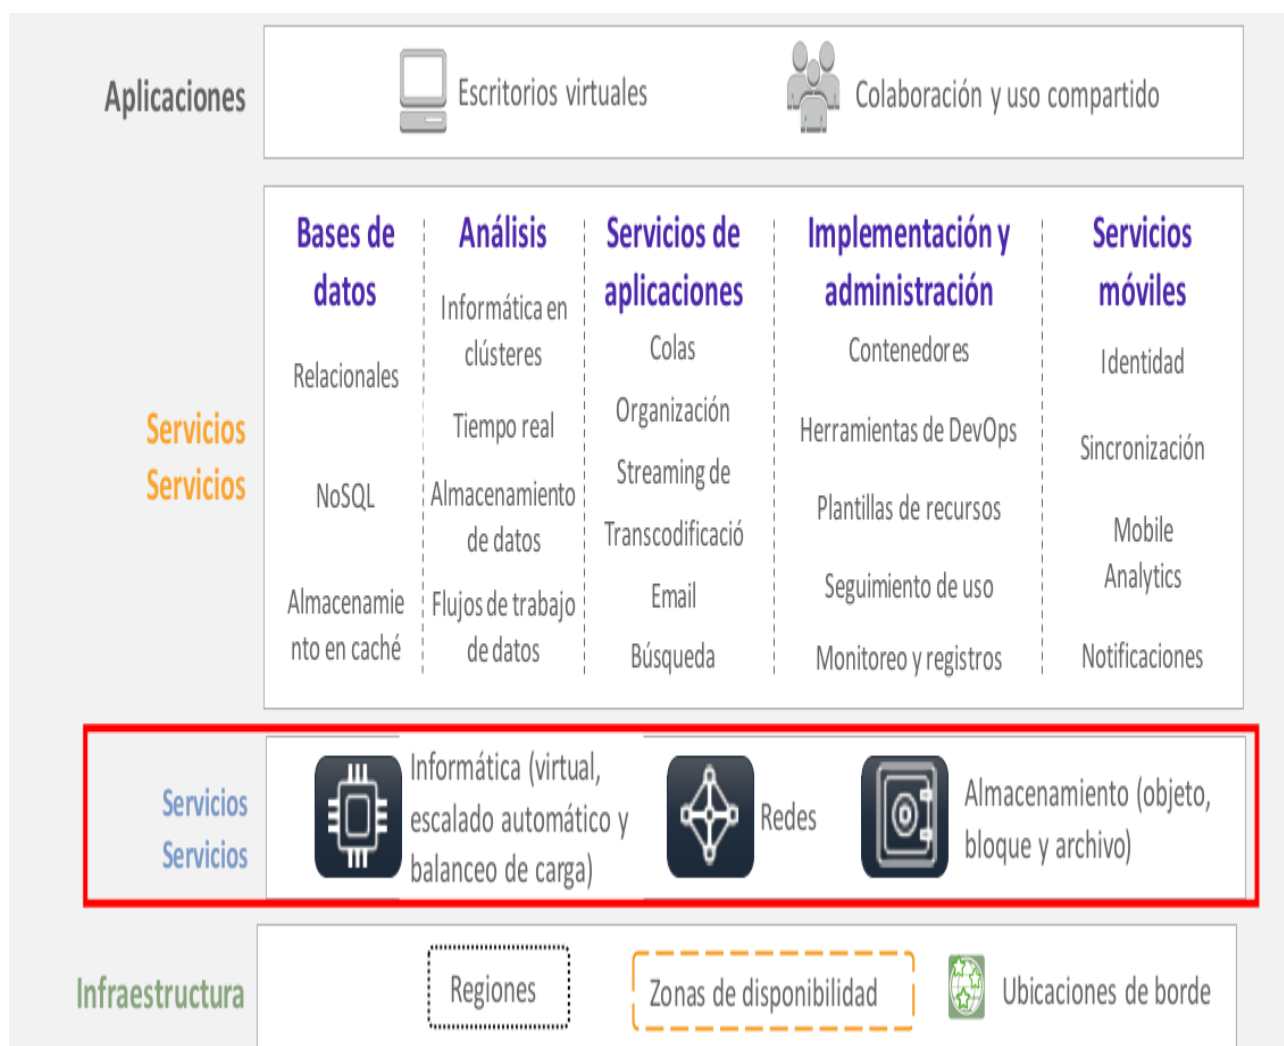 Aplicaciones
Escritorios virtuales
Colaboración y uso compartido
Servicios
Servicios
Bases de
datos
Relacionales
NoSQL
Almacenamie
nto en caché
Análisis
Informática en
clústeres
Tiempo real
Almacenamiento
de datos
Flujos de trabajo
de datos
Servicios de
aplicaciones
Colas
Organización
Streaming de
Transcodificació
Email
Búsqueda
Implementación y
administración
Contenedores
Herramientas de DevOps
Plantillas de recursos
Seguimiento de uso
Monitoreo y registros
Servicios
móviles
Identidad
Sincronización
Mobile
Analytics
Notificaciones
Servicios
Servicios
Informática (virtual,
escalado automático y
balanceo de carga)
Redes
Almacenamiento (objeto,
bloque y archivo)
Infraestructura
Regiones
Zonas de disponibilidad
Ubicaciones de borde